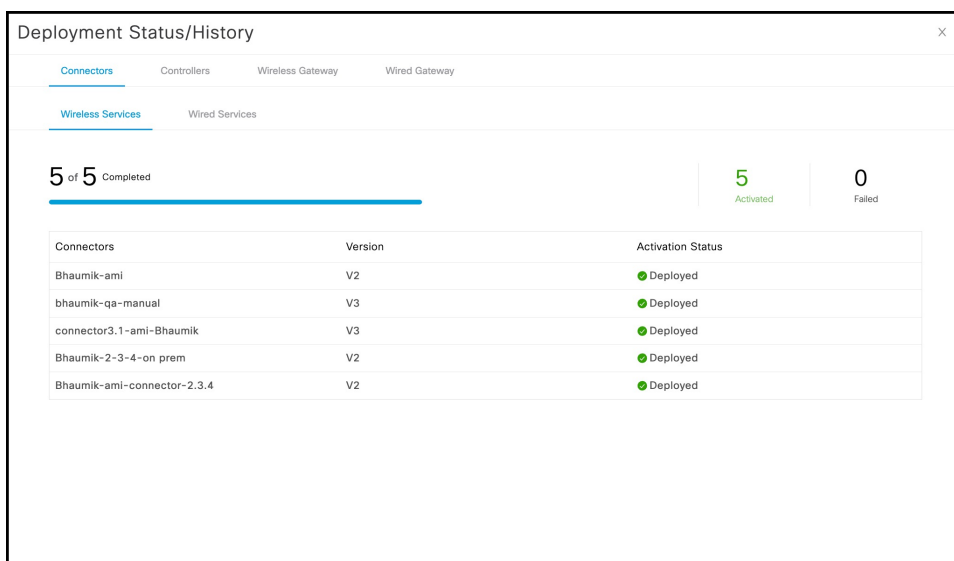 Deployment Status/History X
Connectors Controllers Wireless Gateway Wired Gateway
Wireless Services Wired Services
5 of 5 Completed 5 0
Activated Failed
Connectors Version Activation Status
Bhaumik-ami V2 Deployed
bhaumik-qa-manual V3 Deployed
connector3.1-ami-Bhaumik V3 Deployed
Bhaumik-2-3-4-on prem V2 Deployed
Bhaumik-ami-connector-2.3.4 V2 Deployed